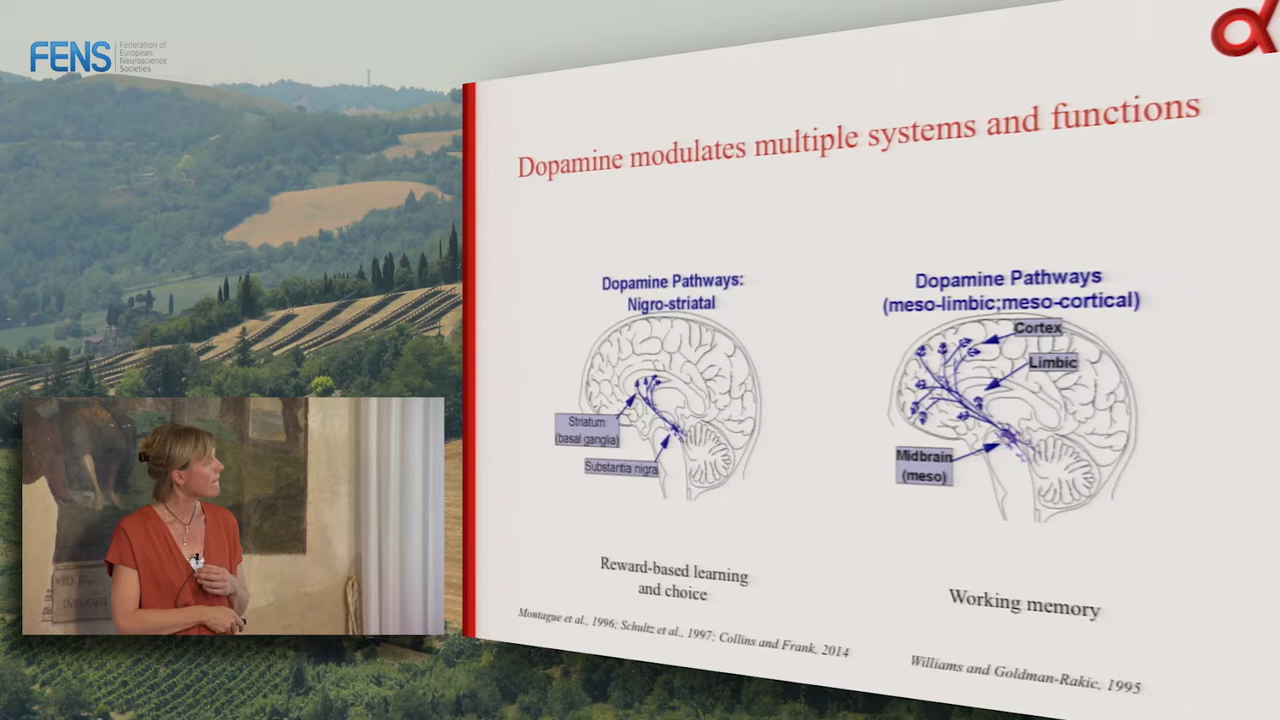 FENS
Federation of
European
Neuroscience
Societies
Dopamine modulates multiple systems and functions
Dopamine Pathways:
Nigro-striatal
Striatum
(basal ganglia)
Substantia nigra
Reward-based learning
and choice
Montague et al., 1996; Schultz et al., 1997; Collins and Frank, 2014
Dopamine Pathways
(meso-limbic;meso-cortical)
Cortex
Limbic
Midbrain
(meso)
Working memory
Williams and Goldman-Rakic, 1995